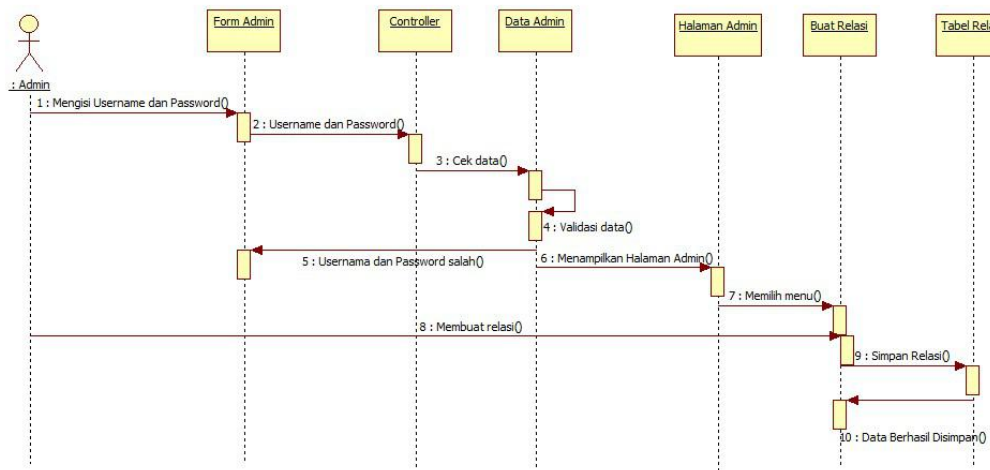 Form Admin
Controller
Data Admin
Halaman Admin
Buat Relasi
Tabel Rela
: Admin
1 : Mengisi Username dan Password()
2 : Username dan Password()
3 : Cek data()
4 : Validasi data()
5 : Usernama dan Password salah()
6 : Menampilkan Halaman Admin()
7 : Memilih menu()
8 : Membuat relasi()
9 : Simpan Relasi()
10 : Data Berhasil Disimpan()